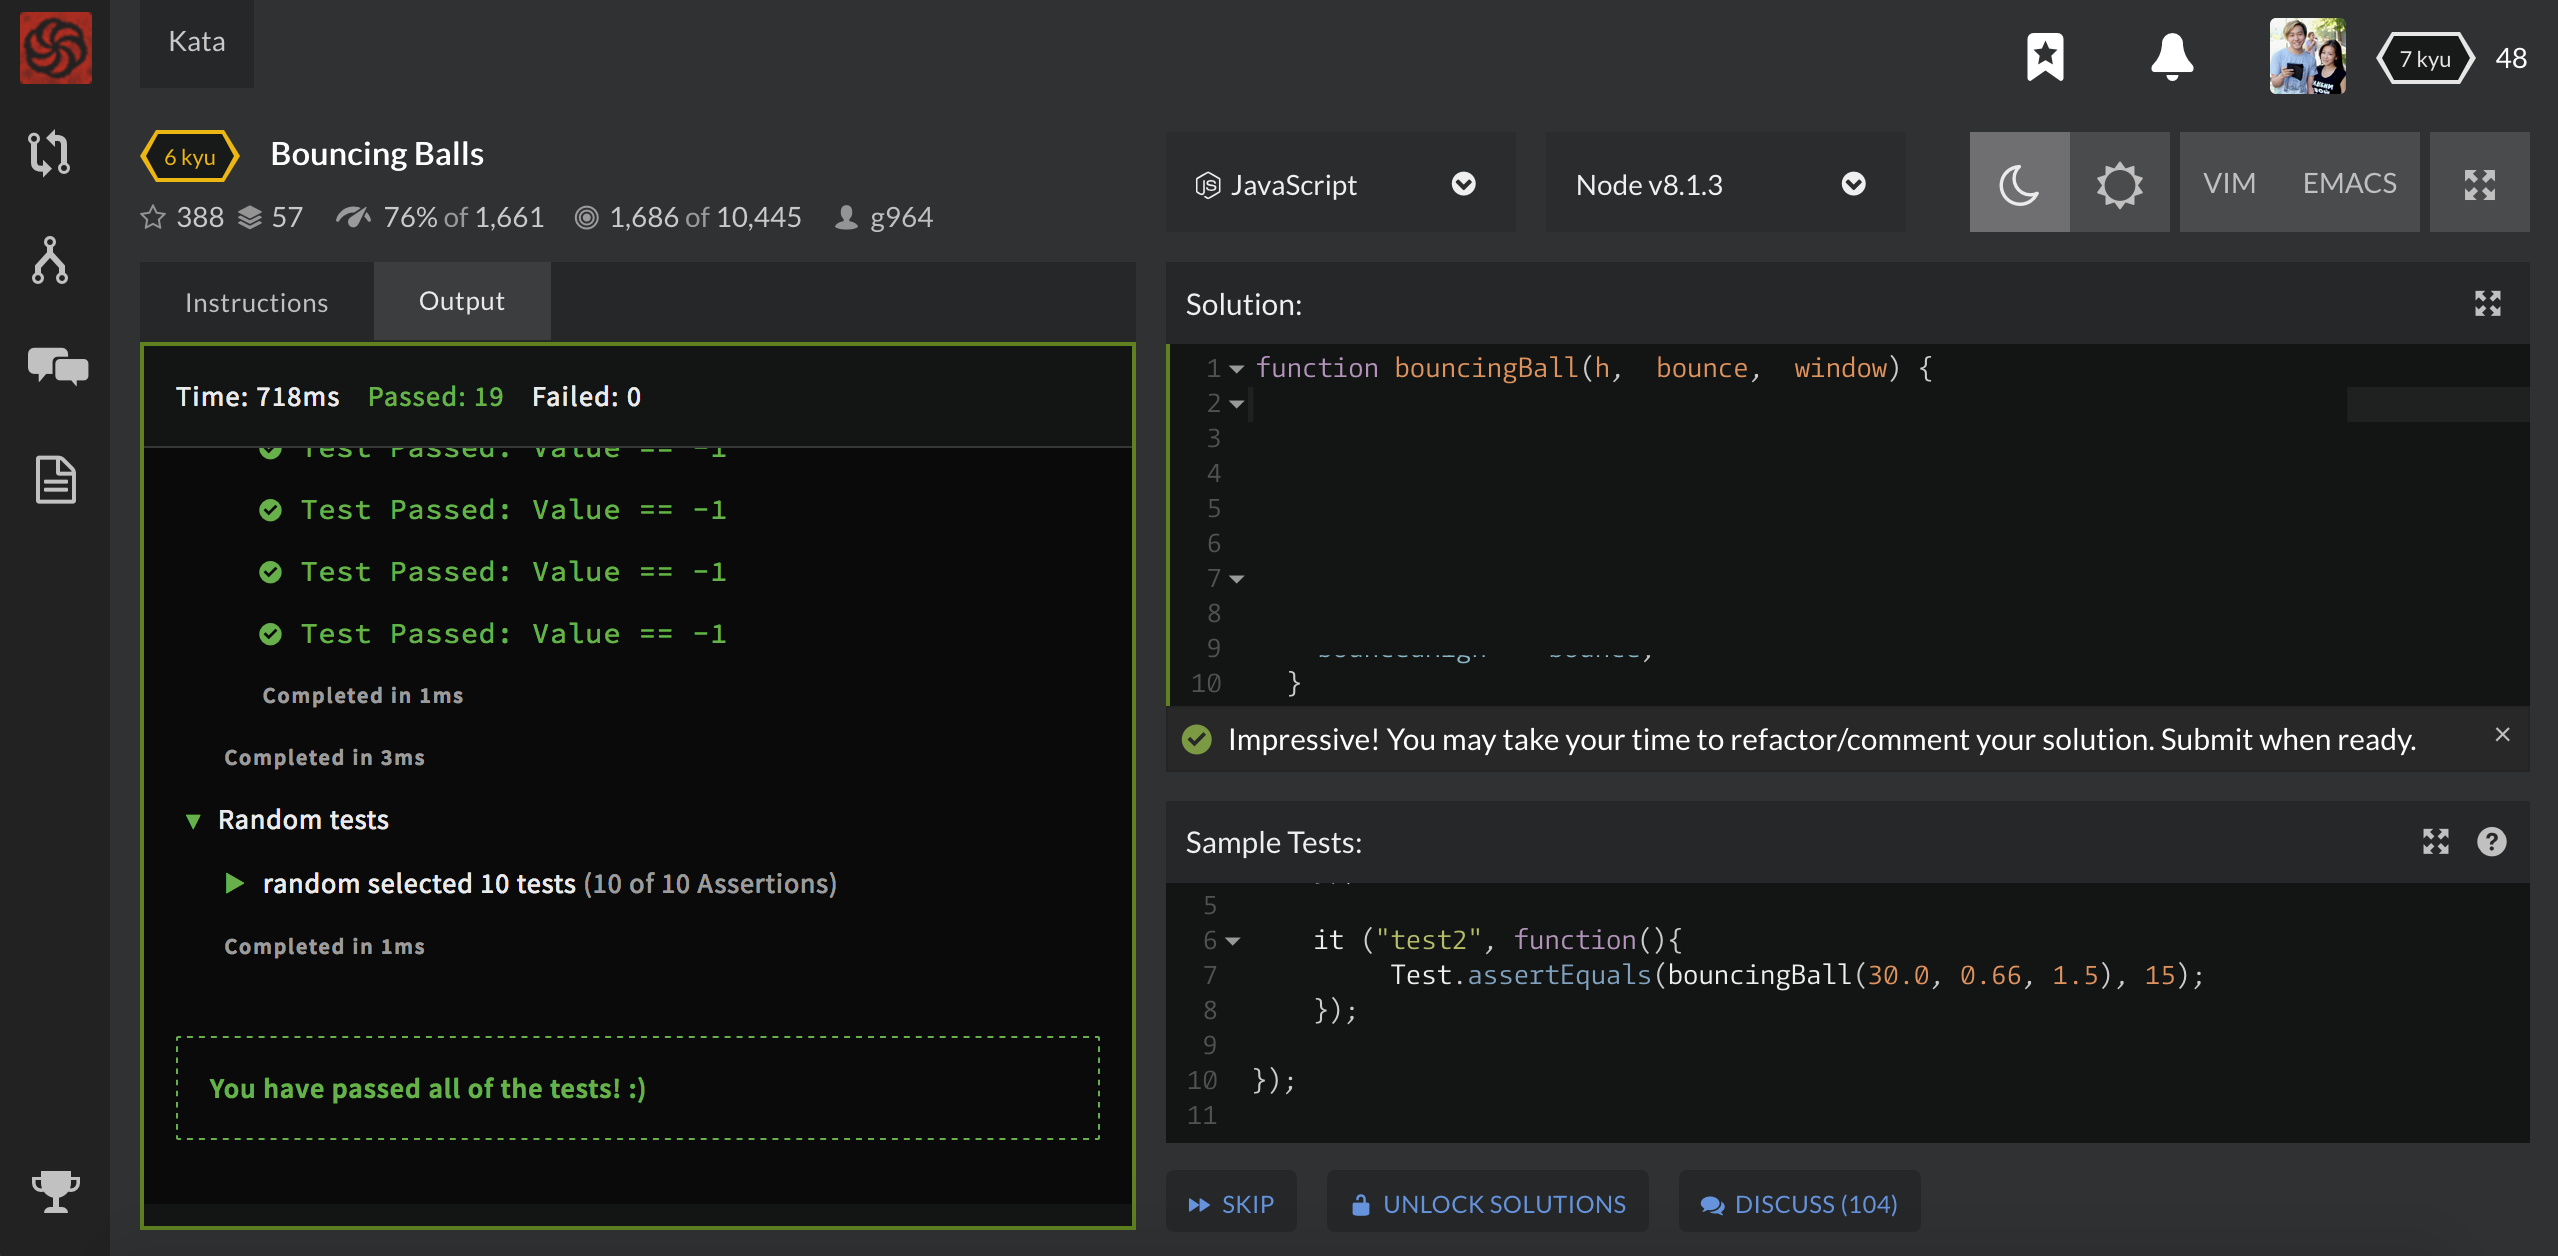 Kata
7 kyu 48
6 kyu Bouncing Balls
388 57 76% of 1,661 1,686 of 10,445 g964
JavaScript
Node v8.1.3
VIM EMACS
Instructions Output
Time: 718ms Passed: 19 Failed: 0
Test Passed: Value == -1
Test Passed: Value == -1
Test Passed: Value == -1
Test Passed: Value == -1
Completed in 1ms
Completed in 3ms
▼ Random tests
▶ random selected 10 tests (10 of 10 Assertions)
Completed in 1ms
You have passed all of the tests! :)
Solution:
1 function bouncingBall(h,  bounce,  window) {
2
3
4
5
6
7
8
9
10 }
Impressive! You may take your time to refactor/comment your solution. Submit when ready. ×
Sample Tests:
5
6 it ("test2", function(){
7 Test.assertEquals(bouncingBall(30.0, 0.66, 1.5), 15);
8 });
9
10 });
11
SKIP
UNLOCK SOLUTIONS
DISCUSS (104)